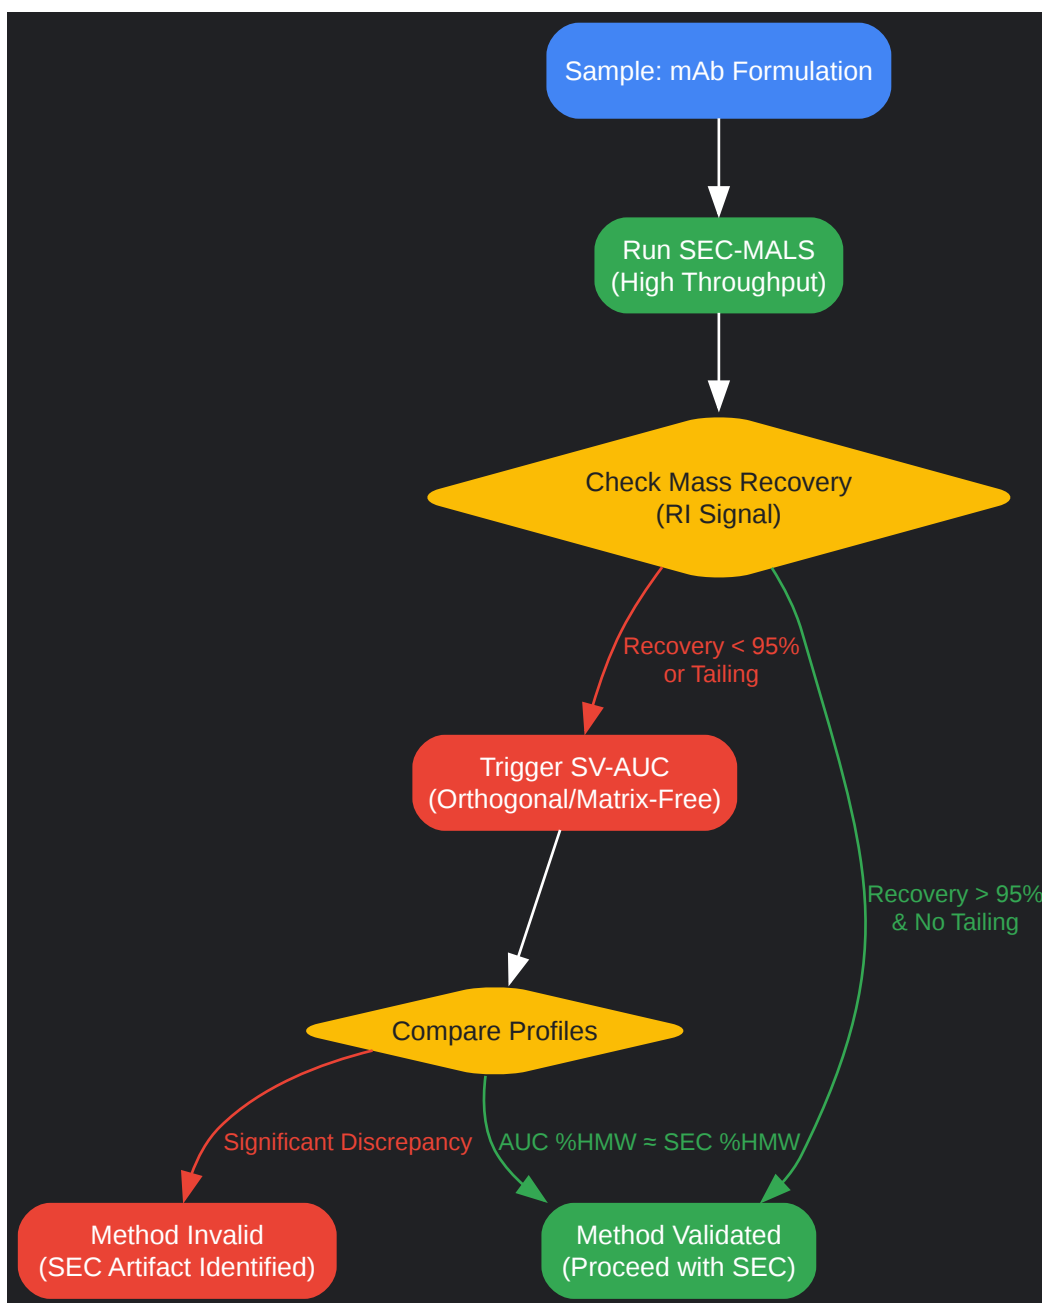 Sample: mAb Formulation
Run SEC-MALS
(High Throughput)
Check Mass Recovery
(RI Signal)
Recovery < 95%
or Tailing
Trigger SV-AUC
(Orthogonal/Matrix-Free)
Recovery > 95%
& No Tailing
Compare Profiles
Significant Discrepancy
AUC %HMW ≈ SEC %HMW
Method Invalid
(SEC Artifact Identified)
Method Validated
(Proceed with SEC)